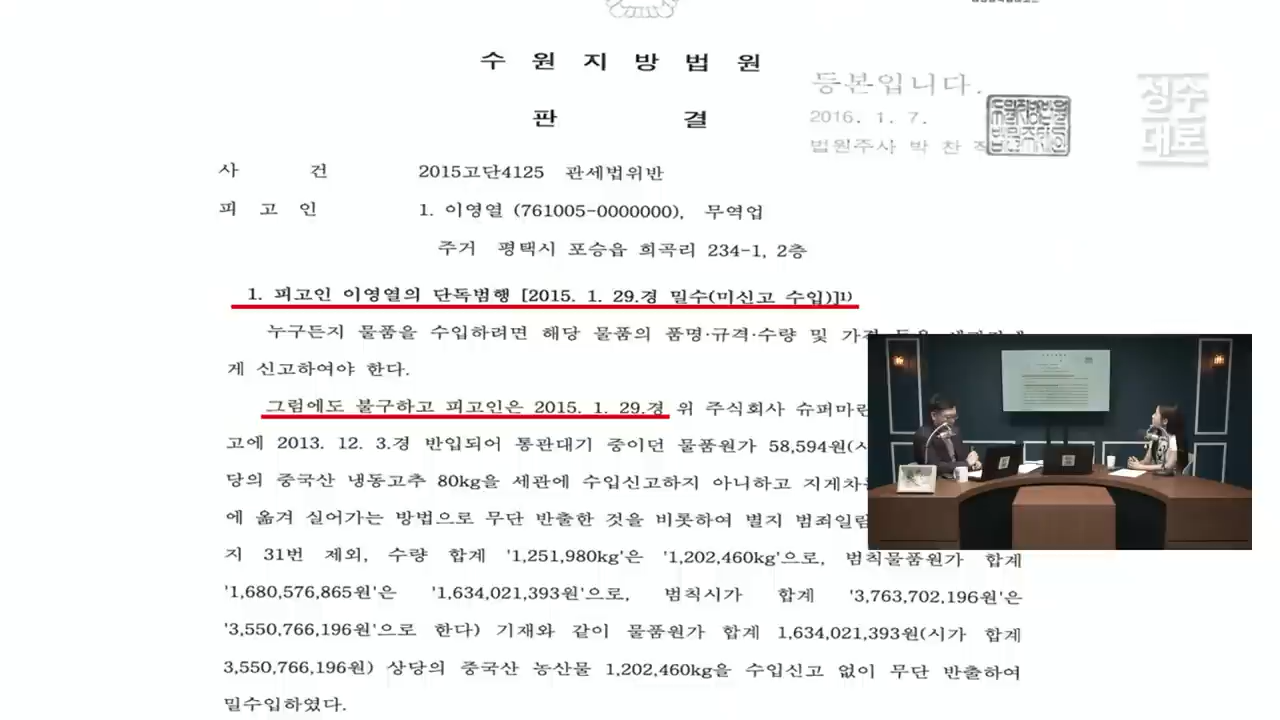 수 원 지 방 법 원
등본입니다.
성수
대로
판 결
2016. 1. 7.
법원주사 박 찬
사 건 2015고단4125 관세법위반
피 고 인 1. 이영열 (761005-0000000), 무역업
주거 평택시 포승읍 희곡리 234-1, 2층
1. 피고인 이영열의 단독범행 [2015. 1. 29.경 밀수(미신고 수입)]1)
누구든지 물품을 수입하려면 해당 물품의 품명·규격·수량 및
게 신고하여야 한다.
그럼에도 불구하고 피고인은 2015. 1. 29.경 위 주식회사 슈퍼마린
고에 2013. 12. 3.경 반입되어 통관대기 중이던 물품원가 58,594원(
당의 중국산 냉동고추 80kg을 세관에 수입신고하지 아니하고 지게차
에 옮겨 실어가는 방법으로 무단 반출한 것을 비롯하여 별지 범죄일람
지 31번 제외, 수량 합계 '1,251,980kg'은 '1,202,460kg'으로, 범칙물품원가 합계
'1,680,576,865원'은 '1,634,021,393원'으로, 범칙시가 합계 '3,763,702,196원'은
'3,550,766,196원'으로 한다) 기재와 같이 물품원가 합계 1,634,021,393원(시가 합계
3,550,766,196원) 상당의 중국산 농산물 1,202,460kg을 수입신고 없이 무단 반출하여
밀수입하였다.